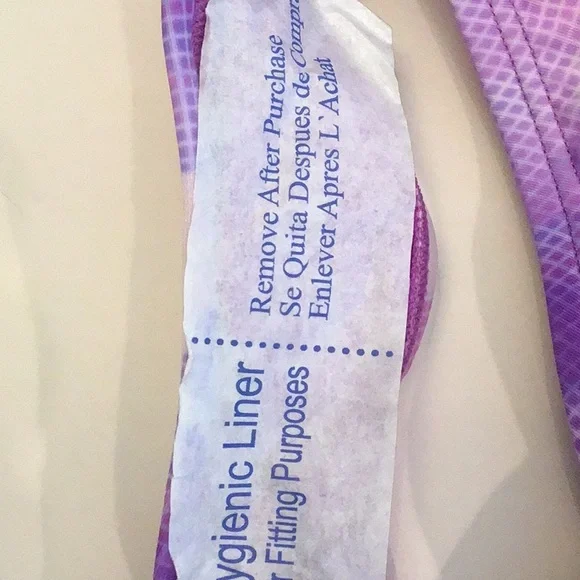 Remove After Purchase
Se Quita Despues de Compra
Enlever Apres L`Achat
ygienic Liner
r Fitting Purposes